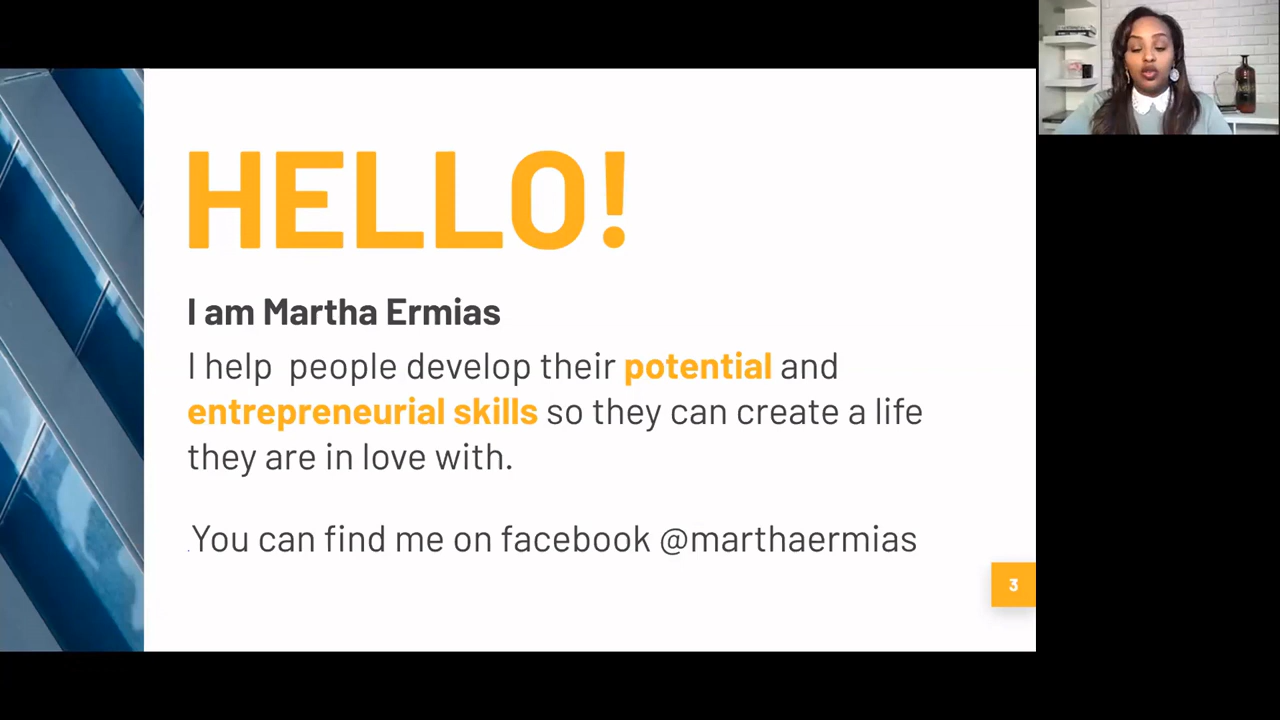 HELLO!
I am Martha Ermias
I help  people develop their potential and
entrepreneurial skills so they can create a life
they are in love with.
.You can find me on facebook @marthaermias
3